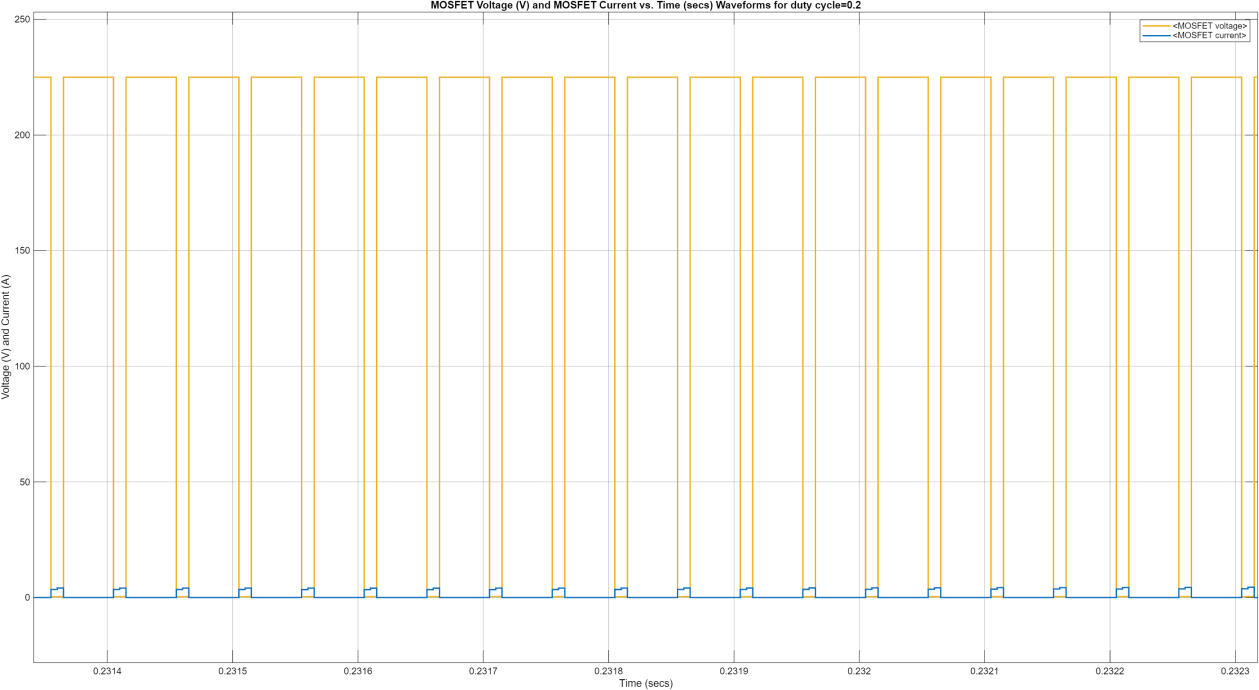 MOSFET Voltage (V) and MOSFET Current vs. Time (secs) Waveforms for duty cycle=0.2
<MOSFET voltage>
<MOSFET current>
250
200
150
100
50
0
Voltage (V) and Current (A)
0.2314 0.2315 0.2316 0.2317 0.2318 0.2319 0.232 0.2321 0.2322 0.2323
Time (secs)